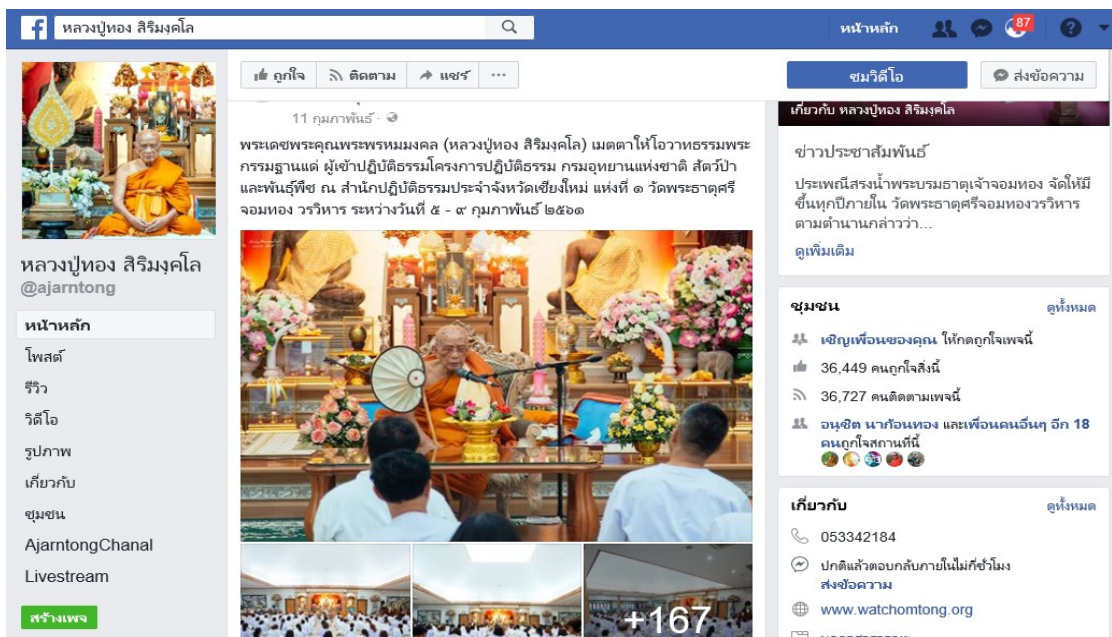 หลวงปู่ทอง สิริมงฺคโล
หน้าหลัก
87
หลวงปู่ทอง สิริมงฺคโล
@ajarntong
หน้าหลัก
โพสต์
รีวิว
วิดีโอ
รูปภาพ
เกี่ยวกับ
ชุมชน
AjarntongChanal
Livestream
สร้างเพจ
ถูกใจ
ติดตาม
แชร์
ชมวิดีโอ
ส่งข้อความ
11 กุมภาพันธ์ ·
พระเดชพระคุณพระพรหมมงคล (หลวงปู่ทอง สิริมงฺคโล) เมตตาให้โอวาทธรรมพระ
กรรมฐานแด่ ผู้เข้าปฏิบัติธรรมโครงการปฏิบัติธรรม กรมอุทยานแห่งชาติ สัตว์ป่า
และพันธุ์พืช ณ สำนักปฏิบัติธรรมประจำจังหวัดเชียงใหม่ แห่งที่ ๑ วัดพระธาตุศรี
จอมทอง วรวิหาร ระหว่างวันที่ ๕ - ๙ กุมภาพันธ์ ๒๕๖๑
+167
เกี่ยวกับ หลวงปู่ทอง สิริมงฺคโล
ข่าวประชาสัมพันธ์
ประเพณีสรงน้ำพระบรมธาตุเจ้าจอมทอง จัดให้มี
ขึ้นทุกปีภายใน วัดพระธาตุศรีจอมทองวรวิหาร
ตามตำนานกล่าวว่า...
ดูเพิ่มเติม
ชุมชน
ดูทั้งหมด
เชิญเพื่อนของคุณ ให้กดถูกใจเพจนี้
36,449 คนถูกใจสิ่งนี้
36,727 คนติดตามเพจนี้
อนุชิต นาก้อนทอง และเพื่อนคนอื่นๆ อีก 18
คนถูกใจสถานที่นี้
เกี่ยวกับ
ดูทั้งหมด
053342184
ปกติแล้วตอบกลับภายในไม่กี่ชั่วโมง
ส่งข้อความ
www.watchomtong.org